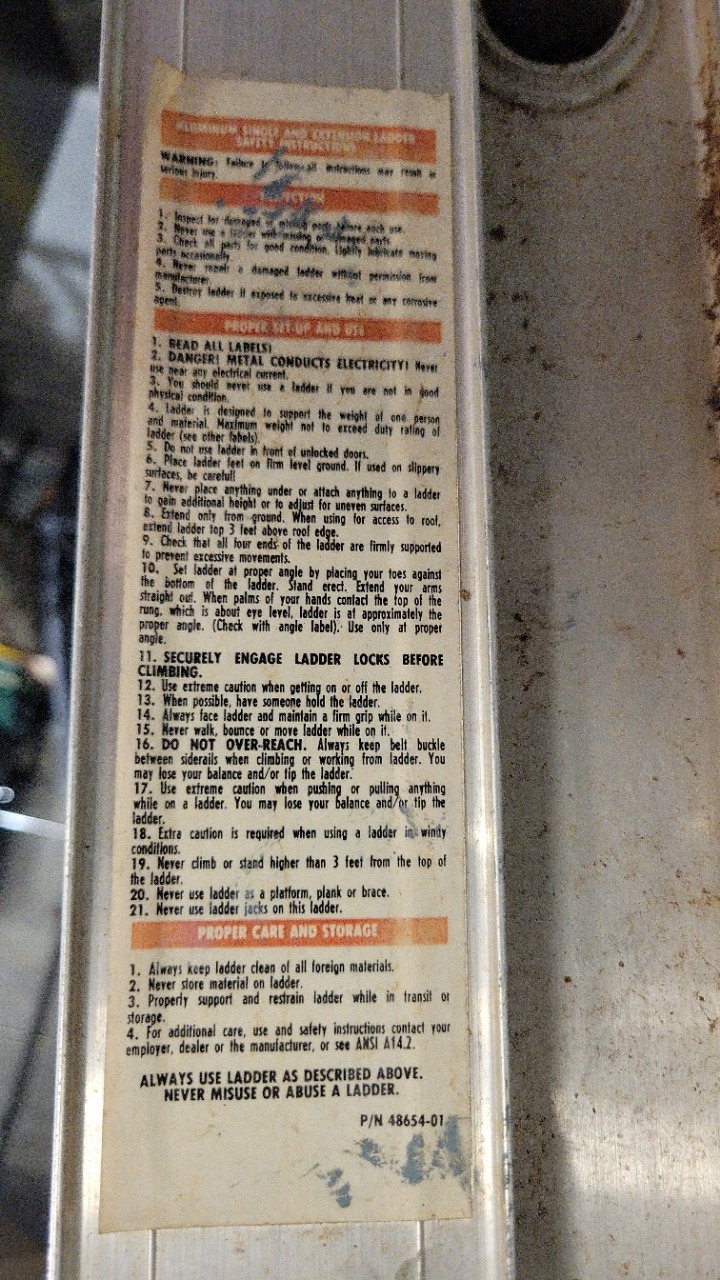 ALUMINUM SINGLE AND EXTENSION LADDER
SAFETY INSTRUCTIONS
WARNING: Failure to follow all instructions may result in
serious injury.
1. Inspect for damaged or missing parts before each use.
2. Never use a ladder with missing or damaged parts.
3. Check all parts for good condition. Lightly lubricate moving
parts occasionally.
4. Never repair a damaged ladder without permission from
manufacturer.
5. Destroy ladder if exposed to excessive heat or any corrosive
agent.
PROPER SET-UP AND USE
1. READ ALL LABELS!
2. DANGER! METAL CONDUCTS ELECTRICITY! Never
use near any electrical current.
3. You should never use a ladder if you are not in good
physical condition.
4. Ladder is designed to support the weight of one person
and material. Maximum weight not to exceed duty rating of
ladder (see other labels).
5. Do not use ladder in front of unlocked doors.
6. Place ladder feet on firm level ground. If used on slippery
surfaces, be careful!
7. Never place anything under or attach anything to a ladder
to gain additional height or to adjust for uneven surfaces.
8. Extend only from ground. When using for access to roof,
extend ladder top 3 feet above roof edge.
9. Check that all four ends of the ladder are firmly supported
to prevent excessive movements.
10. Set ladder at proper angle by placing your toes against
the bottom of the ladder. Stand erect. Extend your arms
straight out. When palms of your hands contact the top of the
rung, which is about eye level, ladder is at approximately the
proper angle. (Check with angle label). Use only at proper
angle.
11. SECURELY ENGAGE LADDER LOCKS BEFORE
CLIMBING.
12. Use extreme caution when getting on or off the ladder.
13. When possible, have someone hold the ladder.
14. Always face ladder and maintain a firm grip while on it.
15. Never walk, bounce or move ladder while on it.
16. DO NOT OVER-REACH. Always keep belt buckle
between siderails when climbing or working from ladder. You
may lose your balance and/or tip the ladder.
17. Use extreme caution when pushing or pulling anything
while on a ladder. You may lose your balance and/or tip the
ladder.
18. Extra caution is required when using a ladder in windy
conditions.
19. Never climb or stand higher than 3 feet from the top of
the ladder.
20. Never use ladder as a platform, plank or brace.
21. Never use ladder jacks on this ladder.
PROPER CARE AND STORAGE
1. Always keep ladder clean of all foreign materials.
2. Never store material on ladder.
3. Properly support and restrain ladder while in transit or
storage.
4. For additional care, use and safety instructions contact your
employer, dealer or the manufacturer, or see ANSI A14.2.
ALWAYS USE LADDER AS DESCRIBED ABOVE.
NEVER MISUSE OR ABUSE A LADDER.
P/N 48654-01